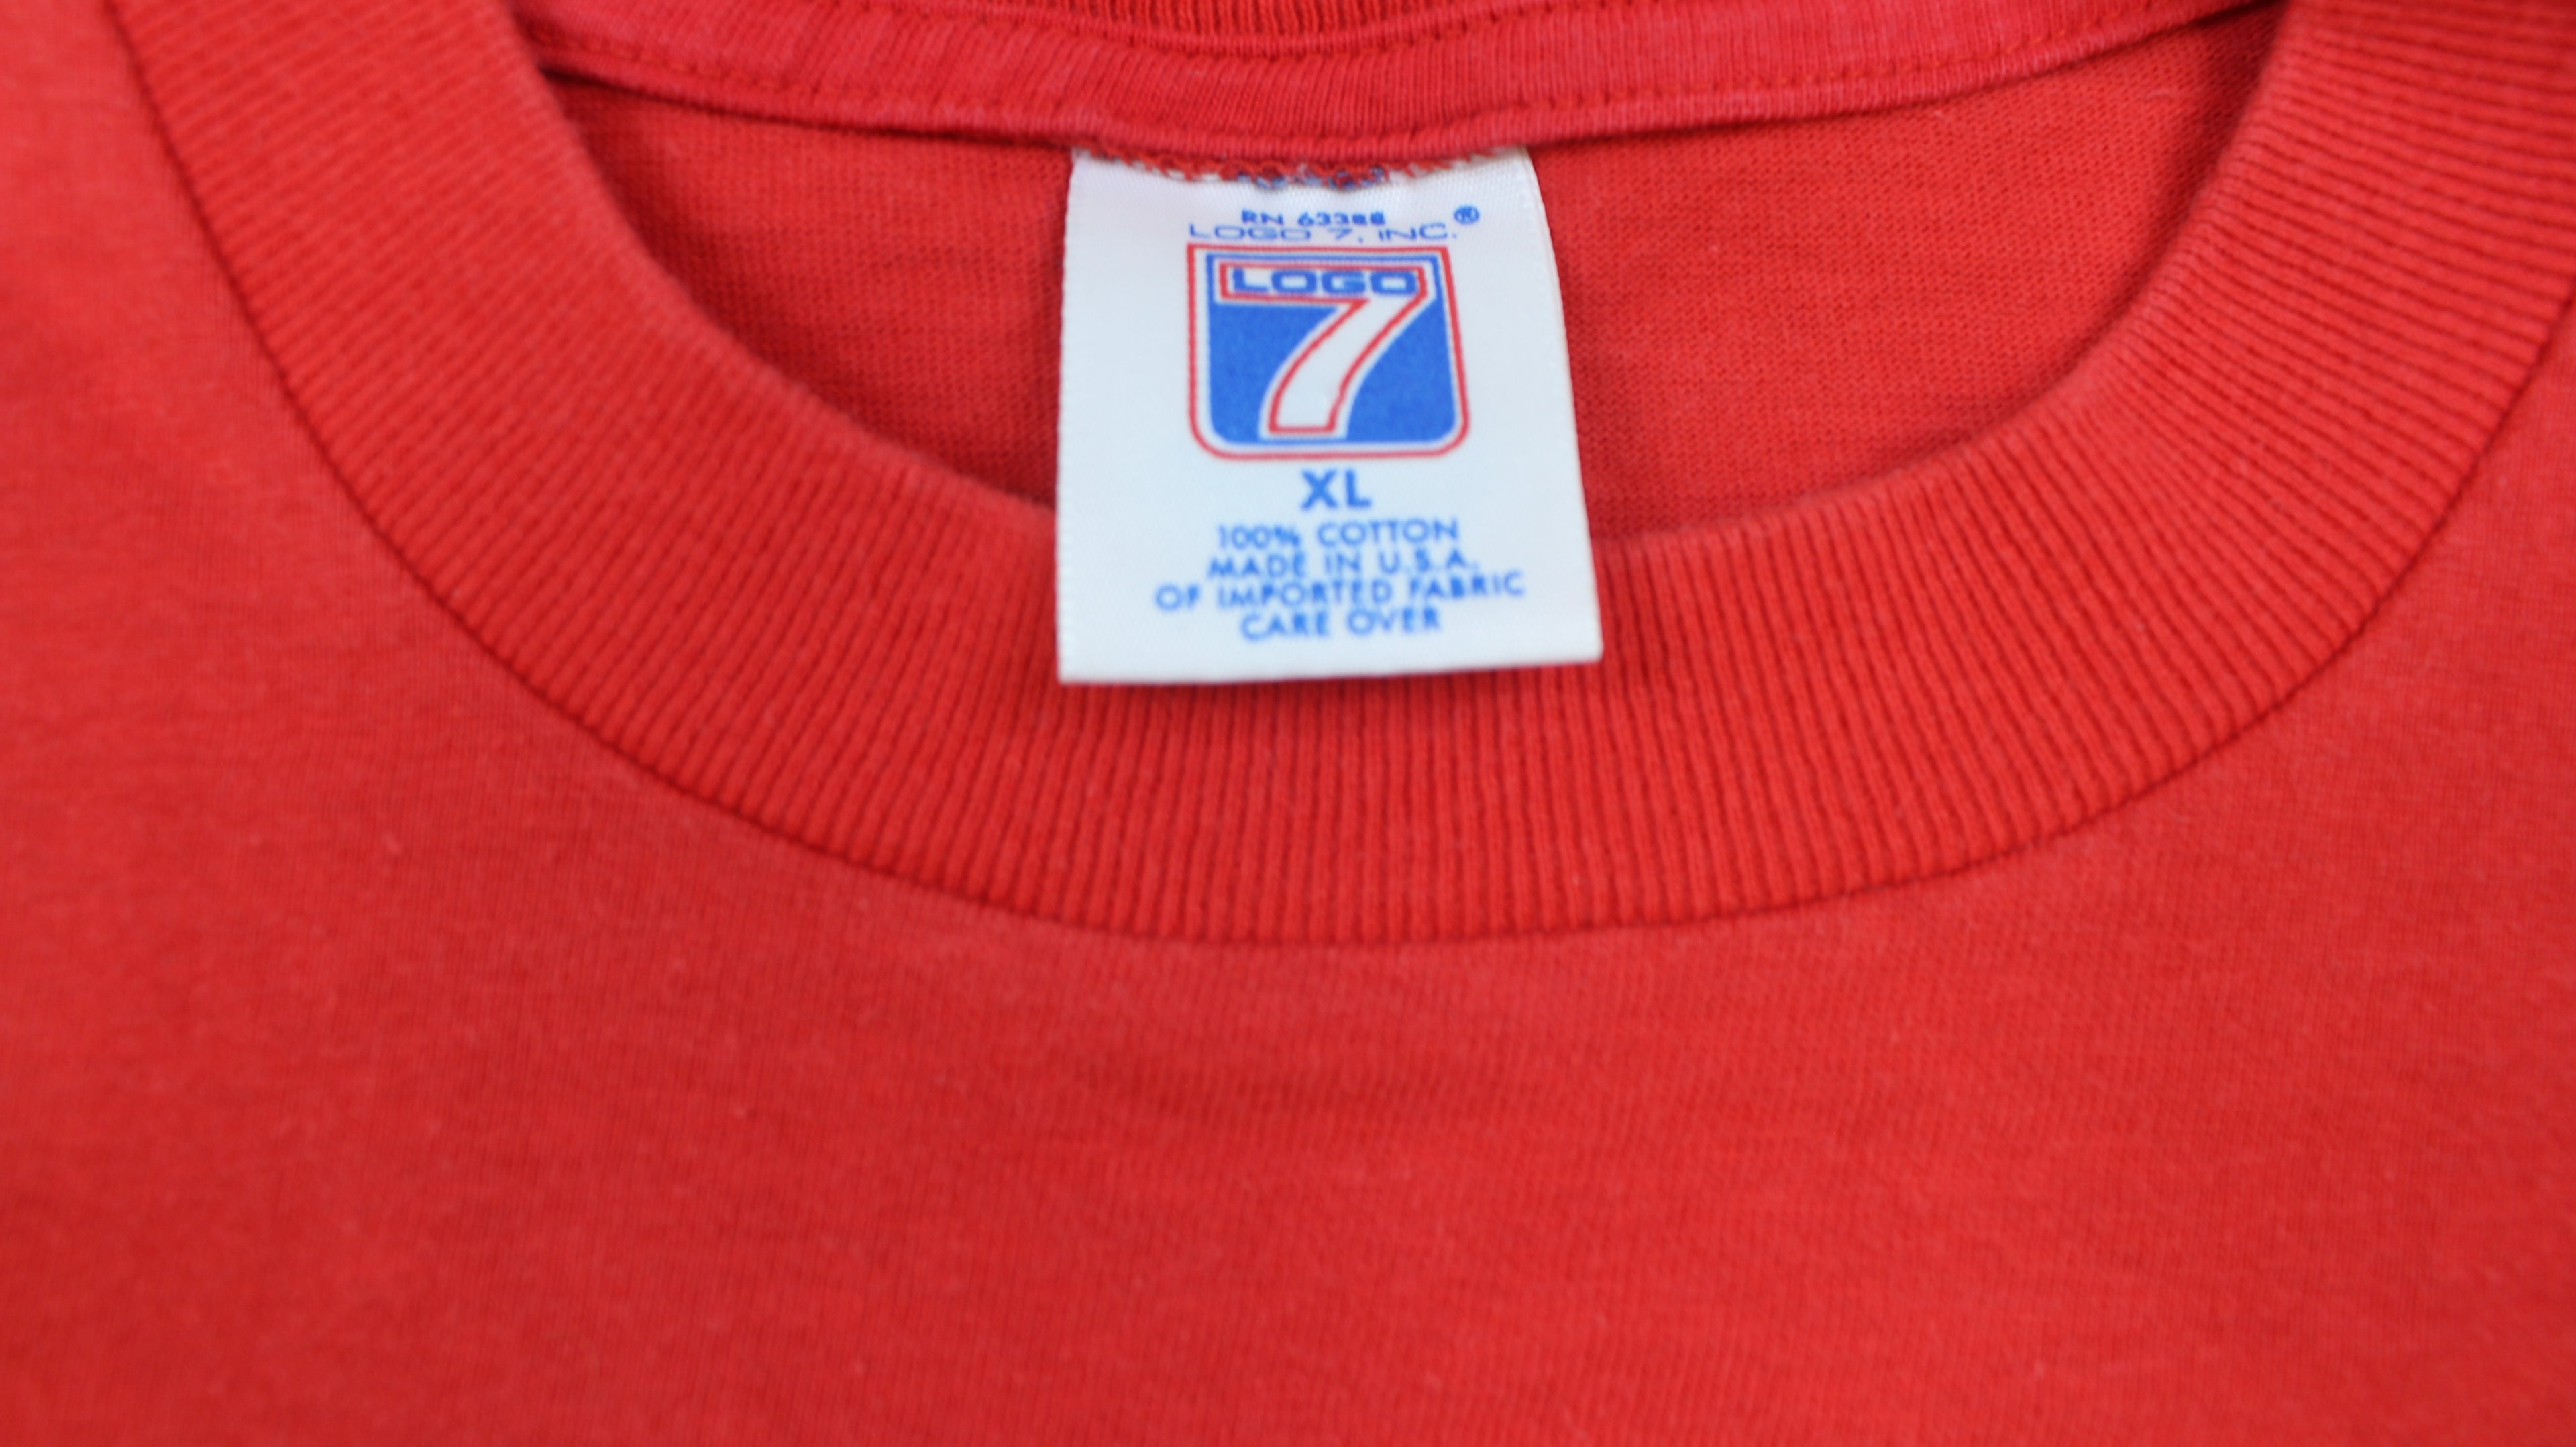 RN 63388
LOGO 7, INC.®
LOGO
7
XL
100% COTTON
MADE IN U.S.A.
OF IMPORTED FABRIC
CARE OVER